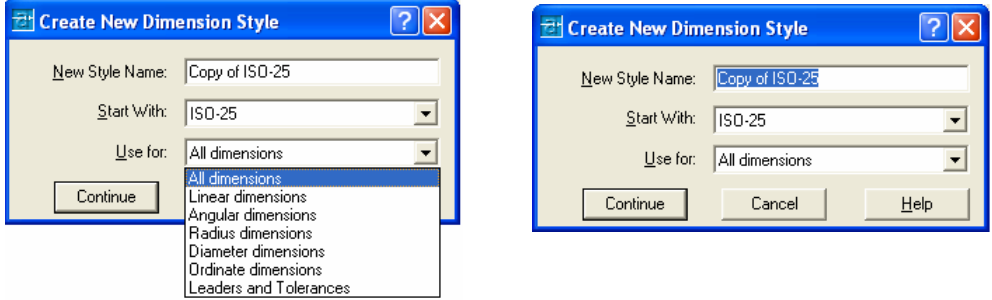 Create New Dimension Style
New Style Name: Copy of ISO-25
Start With: ISO-25
Use for: All dimensions
All dimensions
Linear dimensions
Angular dimensions
Radius dimensions
Diameter dimensions
Ordinate dimensions
Leaders and Tolerances
Continue
Create New Dimension Style
New Style Name: Copy of ISO-25
Start With: ISO-25
Use for: All dimensions
Continue Cancel Help